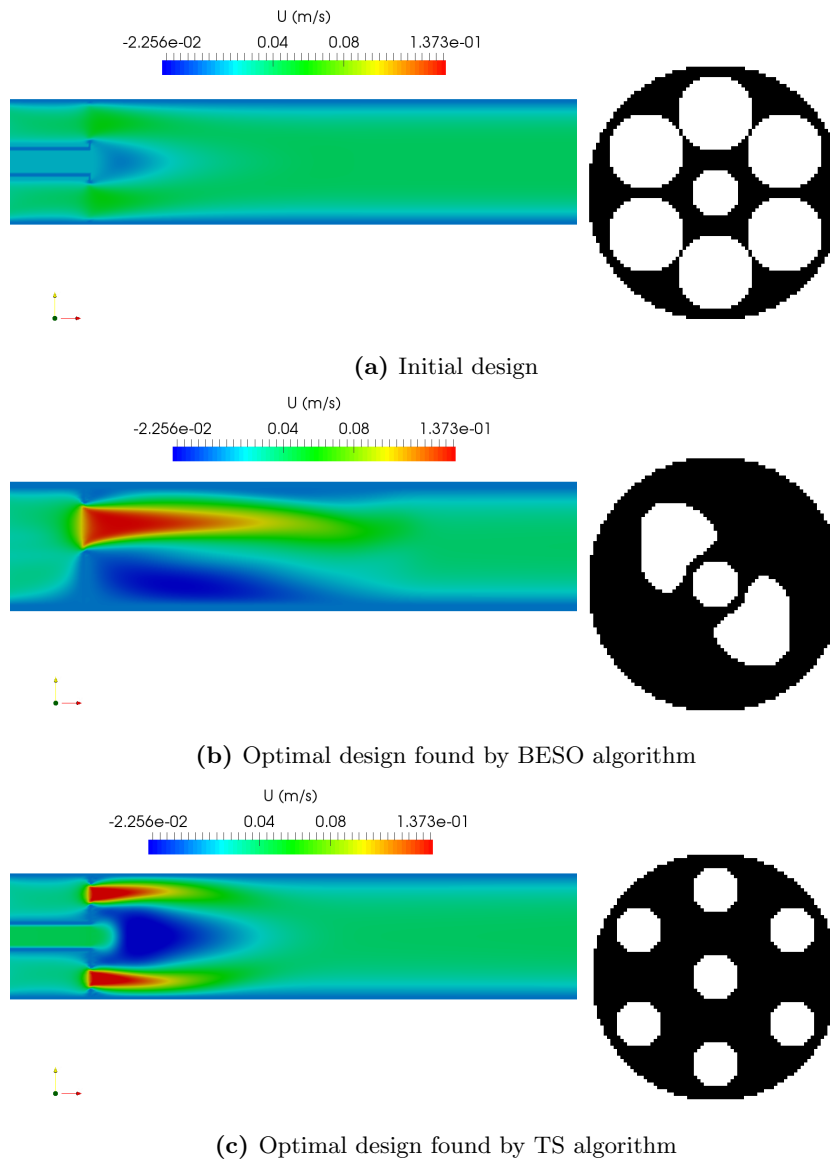 U (m/s)
-2.256e-02 0.04 0.08 1.373e-01
(a) Initial design
U (m/s)
-2.256e-02 0.04 0.08 1.373e-01
(b) Optimal design found by BESO algorithm
U (m/s)
-2.256e-02 0.04 0.08 1.373e-01
(c) Optimal design found by TS algorithm